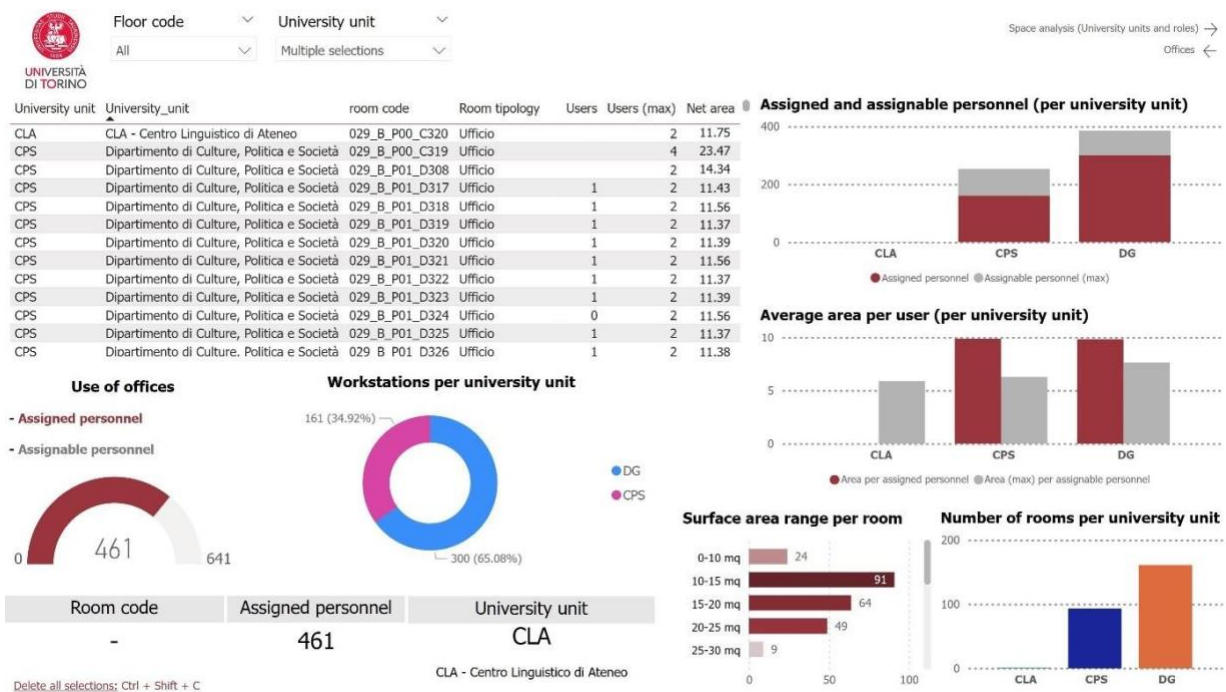 Floor code
University unit
All
Multiple selections
UNIVERSITÀ
DI TORINO
Space analysis (University units and roles)
Offices
University unit University_unit room code Room tipology Users Users (max) Net area
CLA CLA - Centro Linguistico di Ateneo 029_B_P00_C320 Ufficio 2 11.75
CPS Dipartimento di Culture, Politica e Società 029_B_P00_C319 Ufficio 4 23.47
CPS Dipartimento di Culture, Politica e Società 029_B_P01_D308 Ufficio 2 14.34
CPS Dipartimento di Culture, Politica e Società 029_B_P01_D317 Ufficio 1 2 11.43
CPS Dipartimento di Culture, Politica e Società 029_B_P01_D318 Ufficio 1 2 11.56
CPS Dipartimento di Culture, Politica e Società 029_B_P01_D319 Ufficio 1 2 11.37
CPS Dipartimento di Culture, Politica e Società 029_B_P01_D320 Ufficio 1 2 11.39
CPS Dipartimento di Culture, Politica e Società 029_B_P01_D321 Ufficio 1 2 11.56
CPS Dipartimento di Culture, Politica e Società 029_B_P01_D322 Ufficio 1 2 11.37
CPS Dipartimento di Culture, Politica e Società 029_B_P01_D323 Ufficio 1 2 11.39
CPS Dipartimento di Culture, Politica e Società 029_B_P01_D324 Ufficio 0 2 11.56
CPS Dipartimento di Culture, Politica e Società 029_B_P01_D325 Ufficio 1 2 11.37
CPS Dipartimento di Culture, Politica e Società 029_B_P01_D326 Ufficio 1 2 11.38
Assigned and assignable personnel (per university unit)
400
200
0
CLA CPS DG
Assigned personnel Assignable personnel (max)
Average area per user (per university unit)
10
5
0
CLA CPS DG
Area per assigned personnel Area (max) per assignable personnel
Use of offices
- Assigned personnel
- Assignable personnel
461
0 641
Workstations per university unit
161 (34.92%)
DG
CPS
300 (65.08%)
Surface area range per room
0-10 mq 24
10-15 mq 91
15-20 mq 64
20-25 mq 49
25-30 mq 9
0 50 100
Number of rooms per university unit
200
100
0
CLA CPS DG
Room code Assigned personnel University unit
- 461 CLA
CLA - Centro Linguistico di Ateneo
Delete all selections: Ctrl + Shift + C